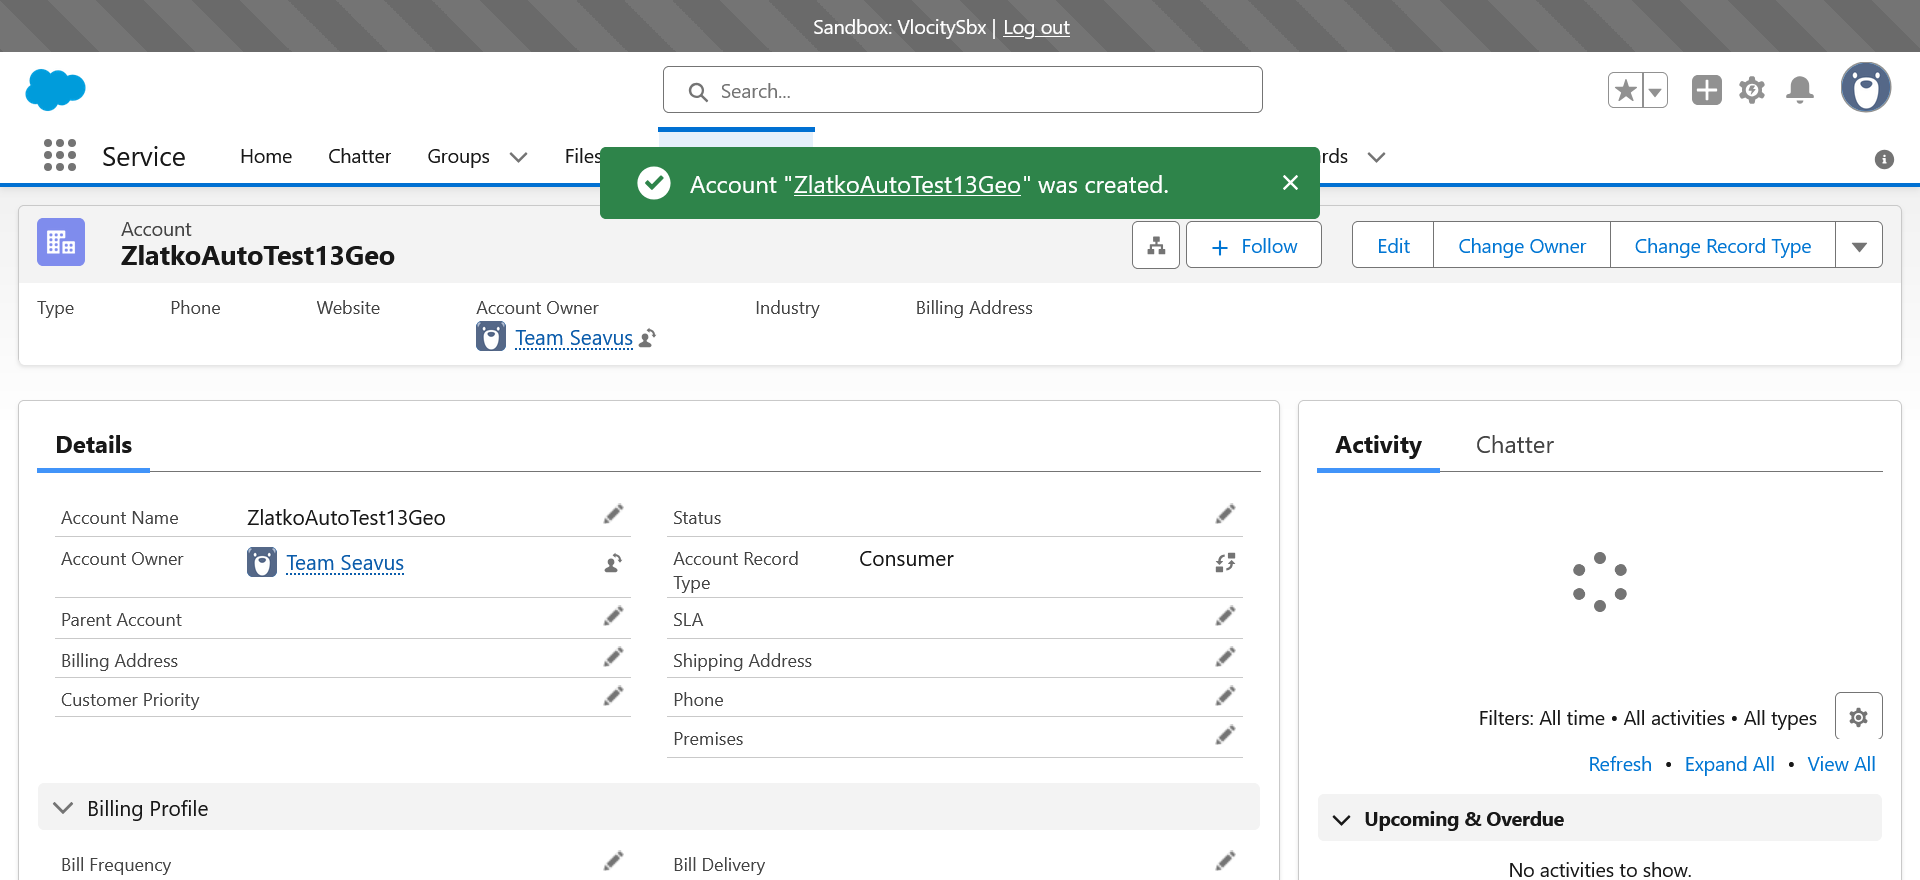 Sandbox: VlocitySbx | Log out
Search...
Service Home Chatter Groups Files rds
Account "ZlatkoAutoTest13Geo" was created.
Account
ZlatkoAutoTest13Geo
Follow Edit Change Owner Change Record Type
Type Phone Website Account Owner Industry Billing Address
Team Seavus
Details
Activity Chatter
Account Name ZlatkoAutoTest13Geo
Status
Account Owner Team Seavus
Account Record Type Consumer
Parent Account
SLA
Billing Address
Shipping Address
Customer Priority
Phone
Premises
Filters: All time • All activities • All types
Refresh • Expand All • View All
Billing Profile
Upcoming & Overdue
Bill Frequency
Bill Delivery
No activities to show.